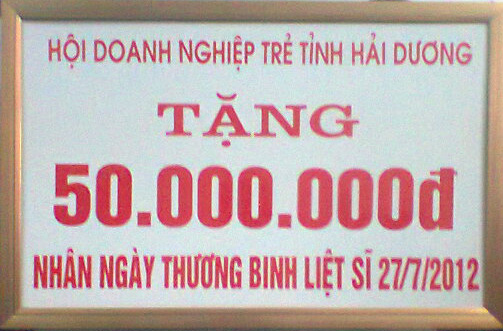 HỘI DOANH NGHIỆP TRẺ TỈNH HẢI DƯƠNG
TẶNG
50.000.000đ
NHÂN NGÀY THƯƠNG BINH LIỆT SĨ 27/7/2012